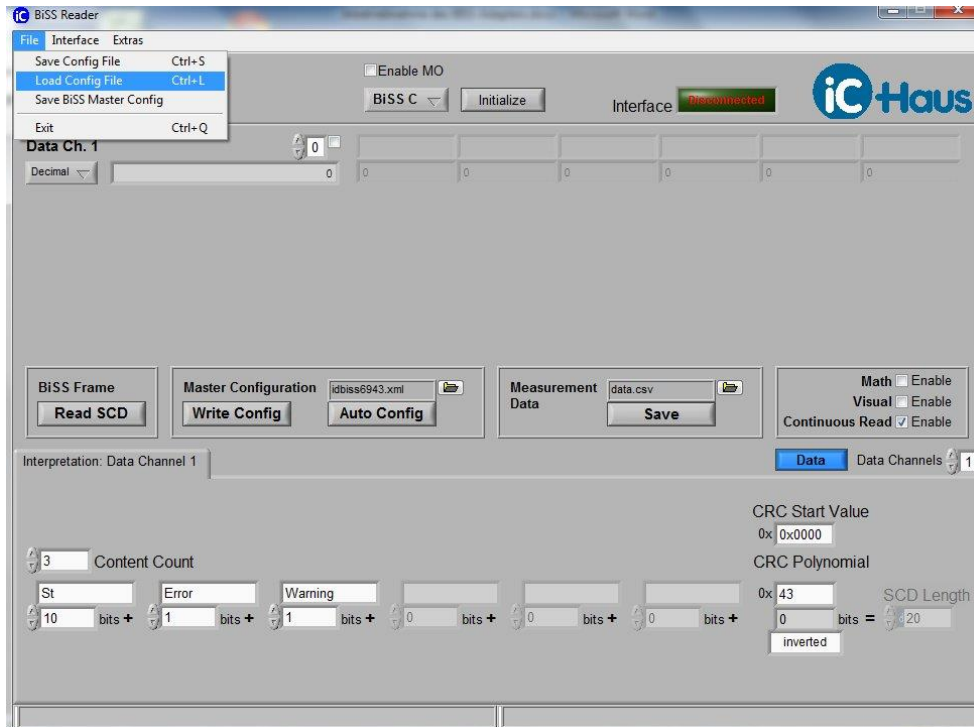 BiSS Reader
File Interface Extras
Save Config File Ctrl+S
Load Config File Ctrl+L
Save BiSS Master Config
Exit Ctrl+Q
Enable MO
BiSS C Initialize
Interface Disconnected
iC Haus
Data Ch. 1 0
Decimal 0 0 0 0 0 0 0
BiSS Frame
Read SCD
Master Configuration idbiss6943.xml
Write Config Auto Config
Measurement Data data.csv
Save
Math Enable
Visual Enable
Continuous Read Enable
Interpretation: Data Channel 1
Data Data Channels 1
CRC Start Value
0x 0x0000
3 Content Count
CRC Polynomial
St Error Warning
0x 43 SCD Length
10 bits + 1 bits + 1 bits + 0 bits + 0 bits + 0 bits + 0 bits = 20
inverted